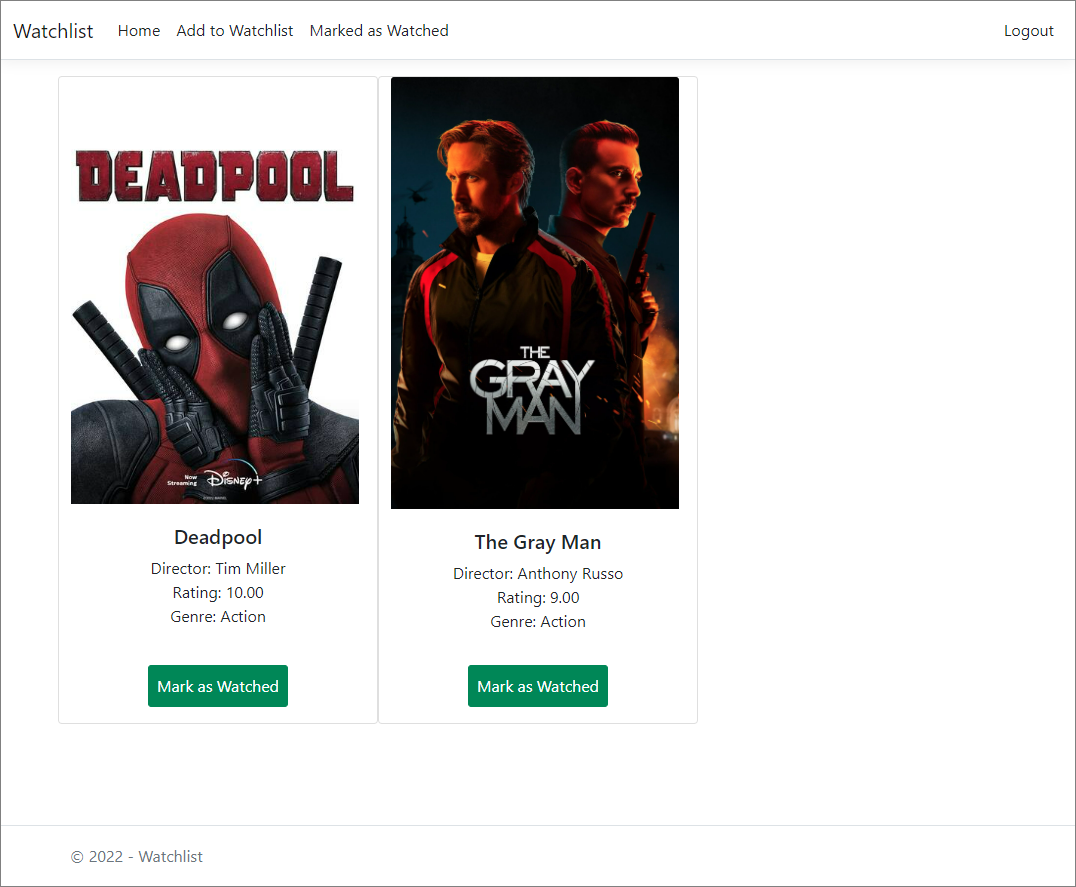 Watchlist Home Add to Watchlist Marked as Watched Logout
DEADPOOL
Now
Streaming
Disney+
Deadpool
Director: Tim Miller
Rating: 10.00
Genre: Action
Mark as Watched
THE
GRAY
MAN
The Gray Man
Director: Anthony Russo
Rating: 9.00
Genre: Action
Mark as Watched
© 2022 - Watchlist